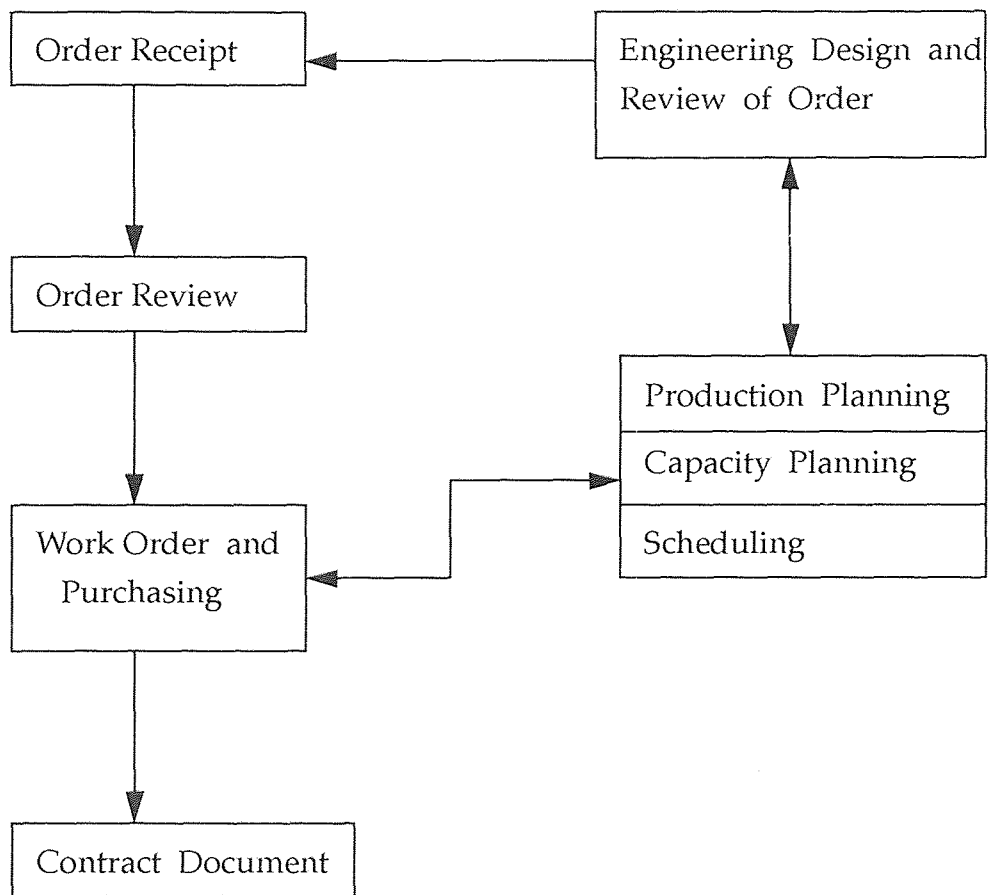 Order Receipt
Engineering Design and
Review of Order
Order Review
Production Planning
Capacity Planning
Scheduling
Work Order and
Purchasing
Contract Document